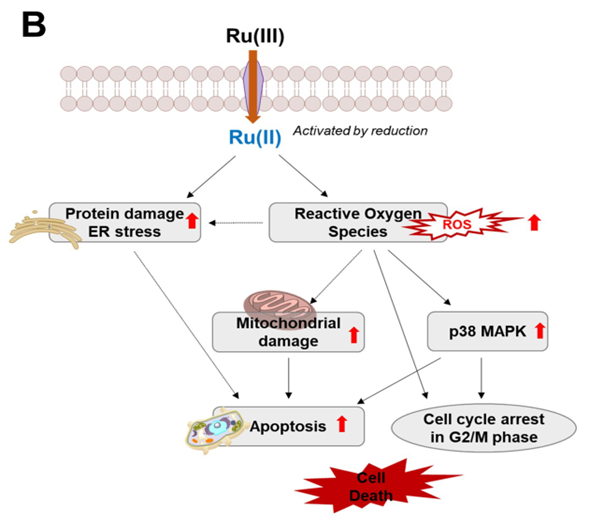 B
Ru(III)
Ru(II)
Activated by reduction
Protein damage
ER stress
Reactive Oxygen
Species
ROS
Mitochondrial
damage
p38 MAPK
Apoptosis
Cell cycle arrest
in G2/M phase
Cell
Death